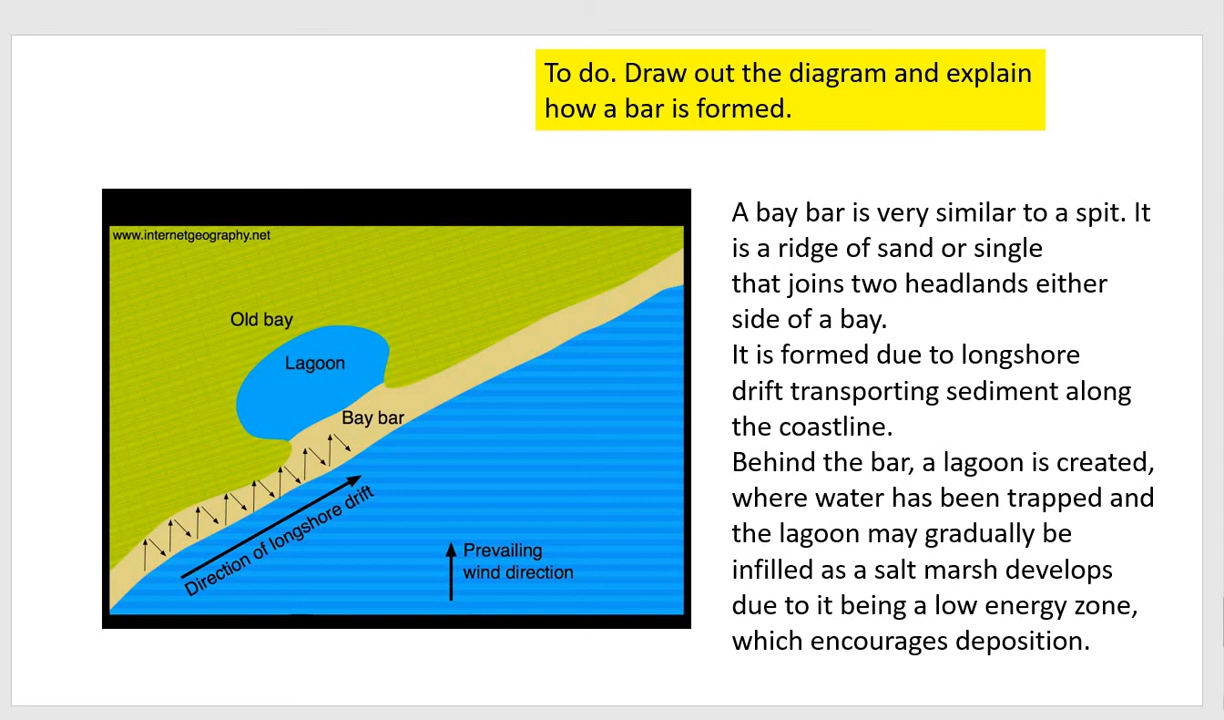 To do. Draw out the diagram and explain
how a bar is formed.
www.internetgeography.net
Old bay
Lagoon
Bay bar
Direction of longshore drift
Prevailing
wind direction
A bay bar is very similar to a spit. It
is a ridge of sand or single
that joins two headlands either
side of a bay.
It is formed due to longshore
drift transporting sediment along
the coastline.
Behind the bar, a lagoon is created,
where water has been trapped and
the lagoon may gradually be
infilled as a salt marsh develops
due to it being a low energy zone,
which encourages deposition.